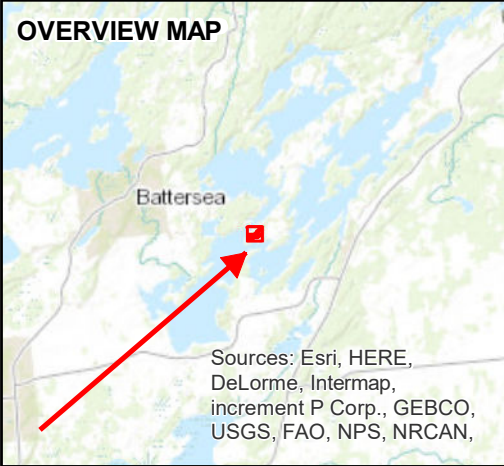 OVERVIEW MAP
Battersea
Sources: Esri, HERE,
DeLorme, Intermap,
increment P Corp., GEBCO,
USGS, FAO, NPS, NRCAN,